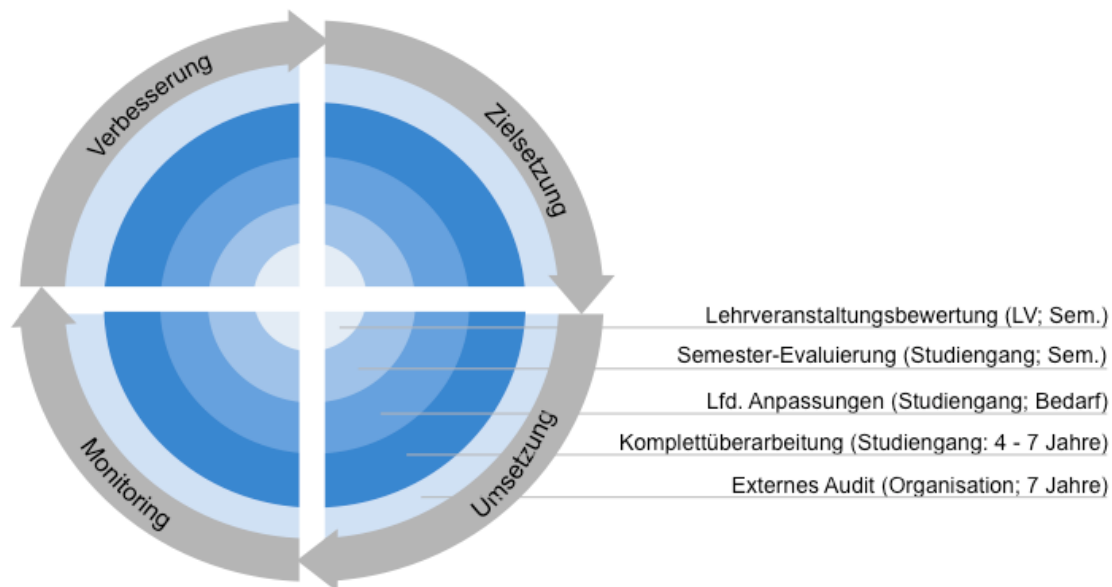 Verbesserung
Zielsetzung
Lehrveranstaltungsbewertung (LV; Sem.)
Semester-Evaluierung (Studiengang; Sem.)
Lfd. Anpassungen (Studiengang; Bedarf)
Komplettüberarbeitung (Studiengang: 4 - 7 Jahre)
Externes Audit (Organisation; 7 Jahre)
Monitoring
Umsetzung